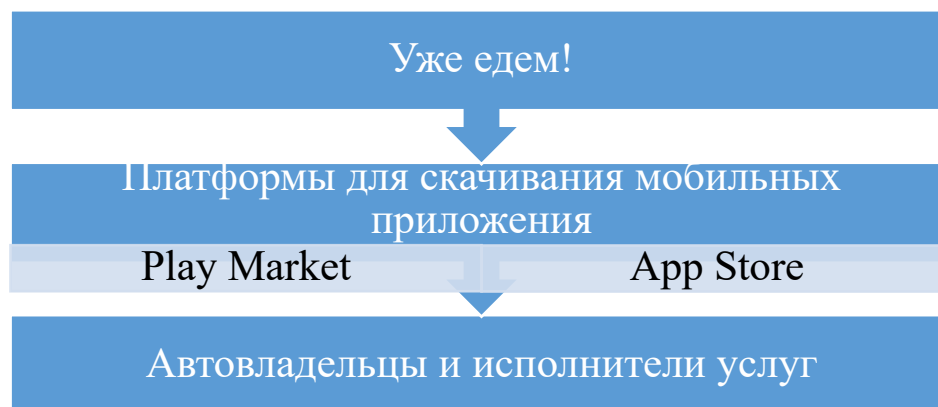 Уже едем!
Платформы для скачивания мобильных
приложения
Play Market
App Store
Автовладельцы и исполнители услуг